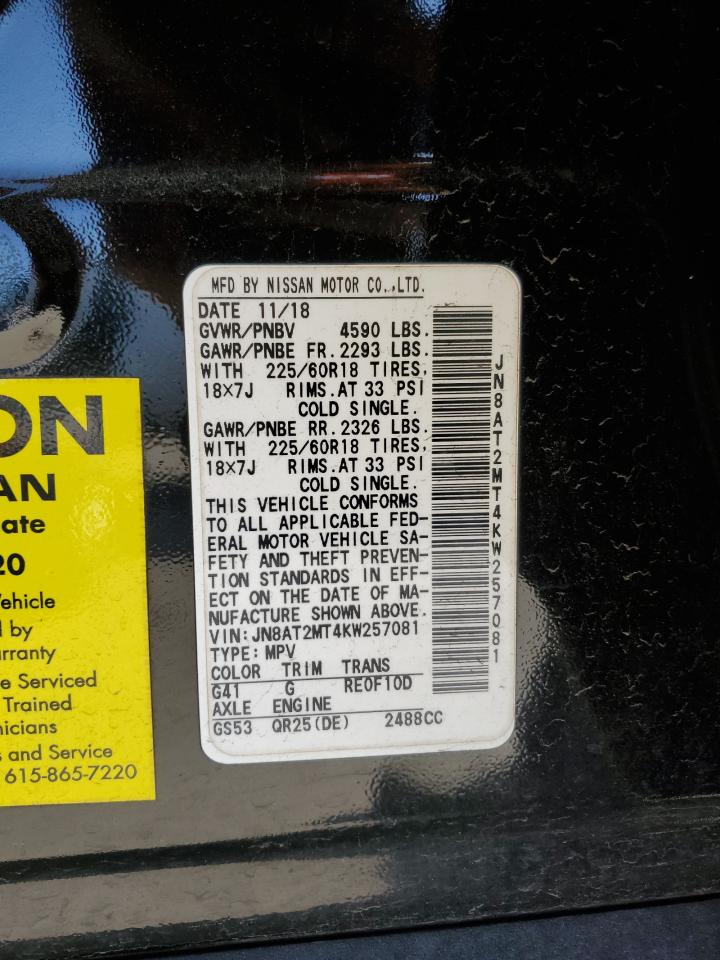 MFD BY NISSAN MOTOR CO.,LTD.
DATE 11/18
GVWR/PNBV 4590 LBS.
GAWR/PNBE FR. 2293 LBS.
WITH 225/60R18 TIRES,
18×7J RIMS. AT 33 PSI
COLD SINGLE.
GAWR/PNBE RR. 2326 LBS.
WITH 225/60R18 TIRES,
18×7J RIMS. AT 33 PSI
COLD SINGLE.
THIS VEHICLE CONFORMS
TO ALL APPLICABLE FED-
ERAL MOTOR VEHICLE SA-
FETY AND THEFT PREVEN-
TION STANDARDS IN EFF-
ECT ON THE DATE OF MA-
NUFACTURE SHOWN ABOVE.
VIN: JN8AT2MT4KW257081
TYPE: MPV
COLOR TRIM TRANS
G41 G RE0F10D
AXLE ENGINE
GS53 QR25(DE) 2488CC
JN8AT2MT4KW257081
ON
AN
ate
20
ehicle
d by
rranty
e Serviced
Trained
nicians
s and Service
615-865-7220